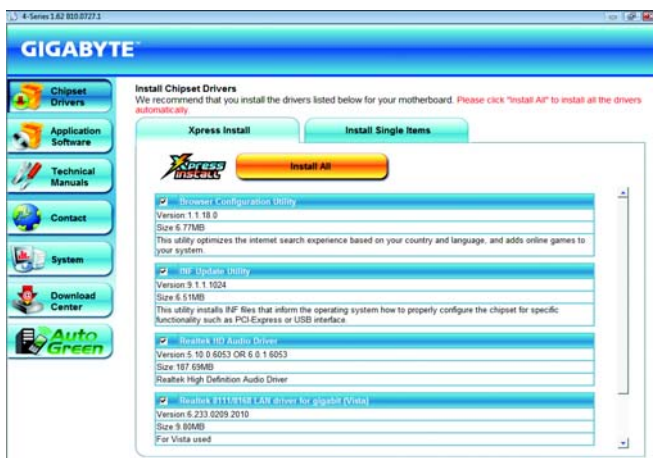 4-Series 1.62 B10.0727.1
GIGABYTE™
Chipset
Drivers
Application
Software
Technical
Manuals
Contact
System
Download
Center
Auto
Green
Install Chipset Drivers
We recommend that you install the drivers listed below for your motherboard. Please click "Install All" to install all the drivers
automatically.
Xpress Install
Install Single Items
Xpress
INSTALL
Install All
Browser Configuration Utility
Version:1.1.18.0
Size:6.77MB
This utility optimizes the internet search experience based on your country and language, and adds online games to
your system.
INF Update Utility
Version:9.1.1.1024
Size:6.51MB
This utility installs INF files that inform the operating system how to properly configure the chipset for specific
functionality such as PCI-Express or USB interface.
Realtek HD Audio Driver
Version:5.10.0.6053 OR 6.0.1.6053
Size:187.69MB
Realtek High Definition Audio Driver
Realtek 8111/8168 LAN driver for gigabit (Vista)
Version:6.233.0209.2010
Size:9.80MB
For Vista used